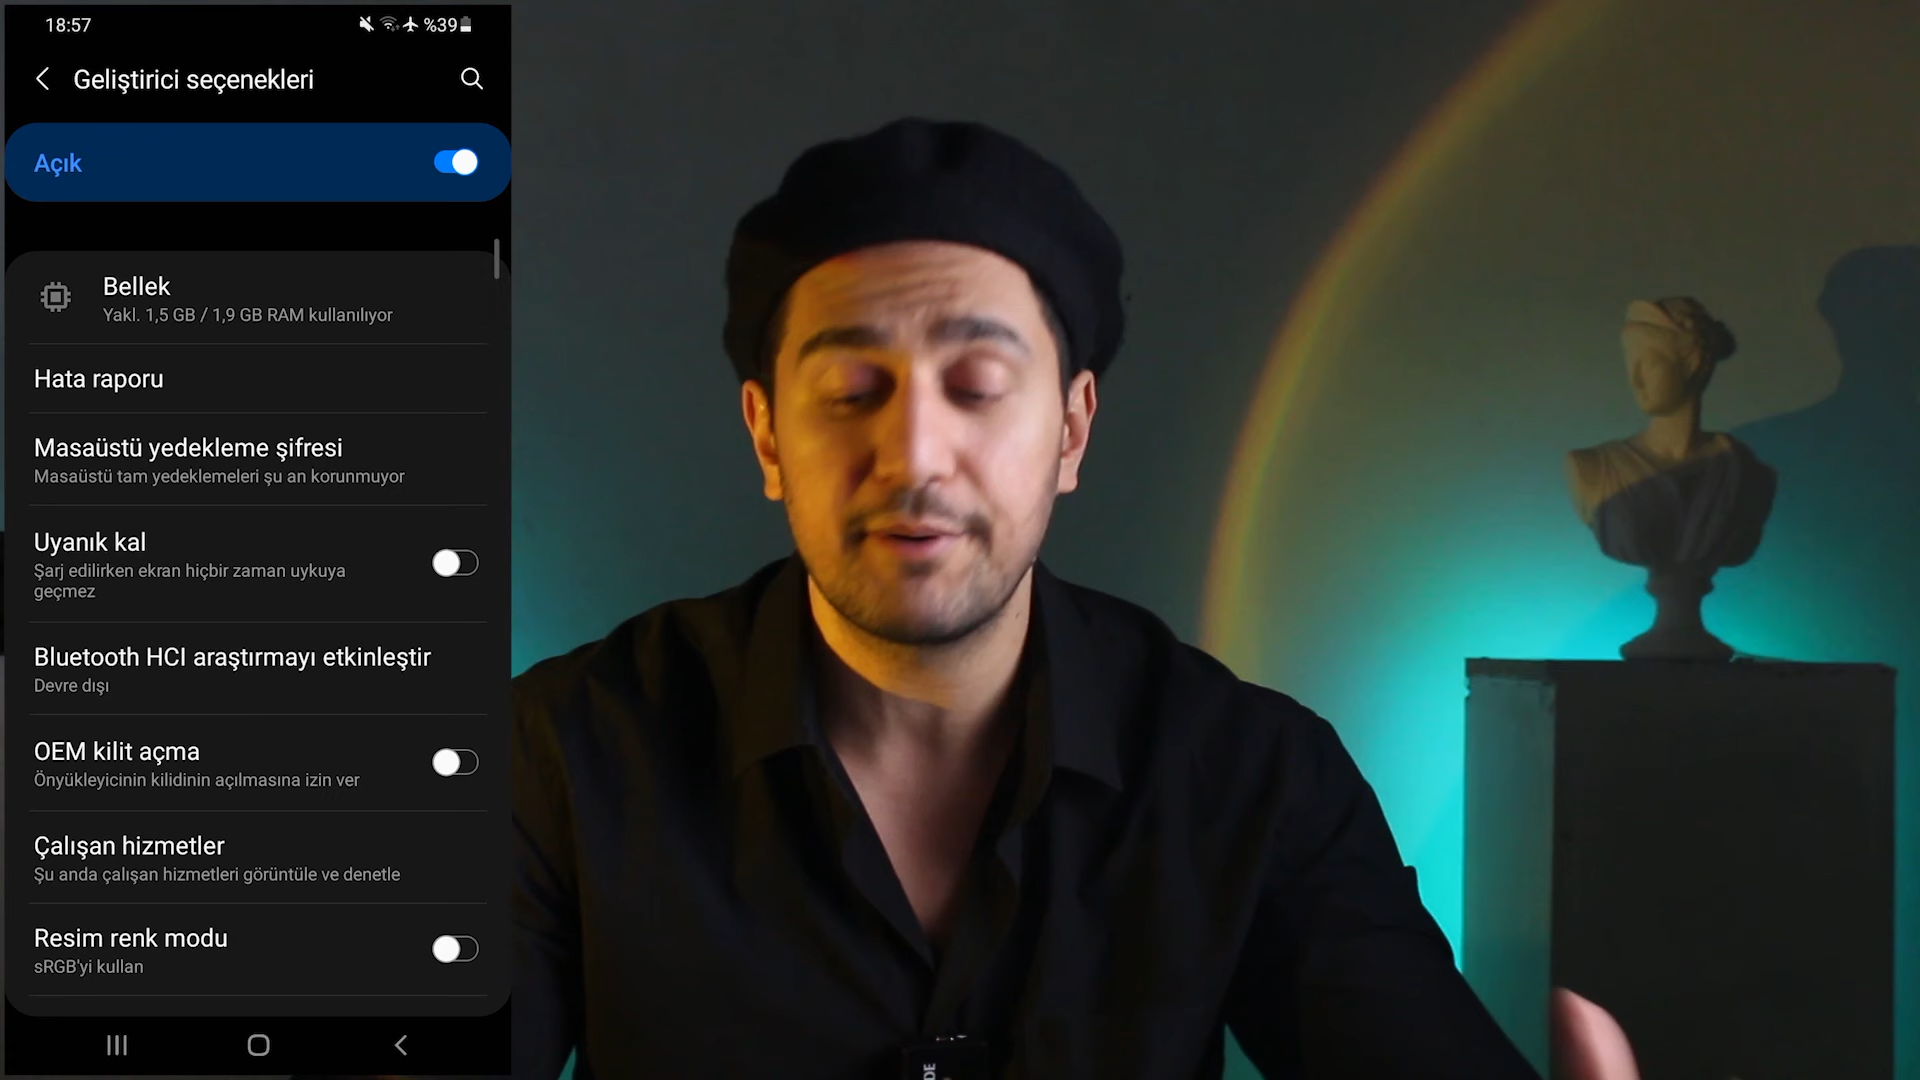 18:57
%39
Geliştirici seçenekleri
Açık
Bellek
Yakl. 1,5 GB / 1,9 GB RAM kullanılıyor
Hata raporu
Masaüstü yedekleme şifresi
Masaüstü tam yedeklemeleri şu an korunmuyor
Uyanık kal
Şarj edilirken ekran hiçbir zaman uykuya
geçmez
Bluetooth HCI araştırmayı etkinleştir
Devre dışı
OEM kilit açma
Önyükleyicinin kilidinin açılmasına izin ver
Çalışan hizmetler
Şu anda çalışan hizmetleri görüntüle ve denetle
Resim renk modu
sRGB'yi kullan